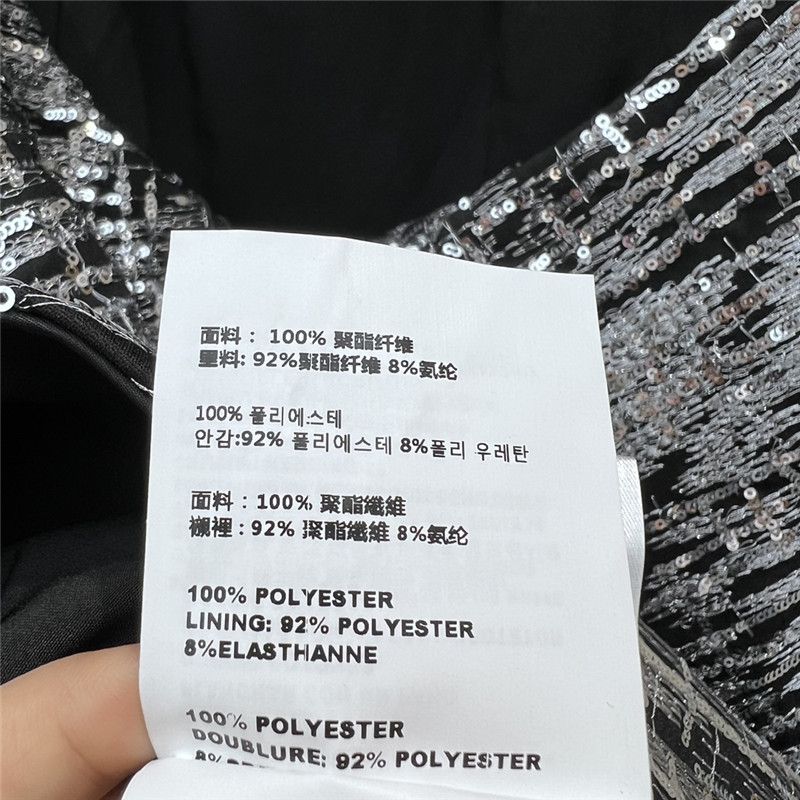 面料： 100% 聚酯纤维
里料: 92%聚酯纤维 8%氨纶
100% 폴리에스테
안감:92% 폴리에스테 8%폴리 우레탄
面料：100% 聚酯纖維
襯裡：92% 聚酯纖維 8%氨纶
100% POLYESTER
LINING: 92% POLYESTER
8%ELASTHANNE
100% POLYESTER
DOUBLURE: 92% POLYESTER